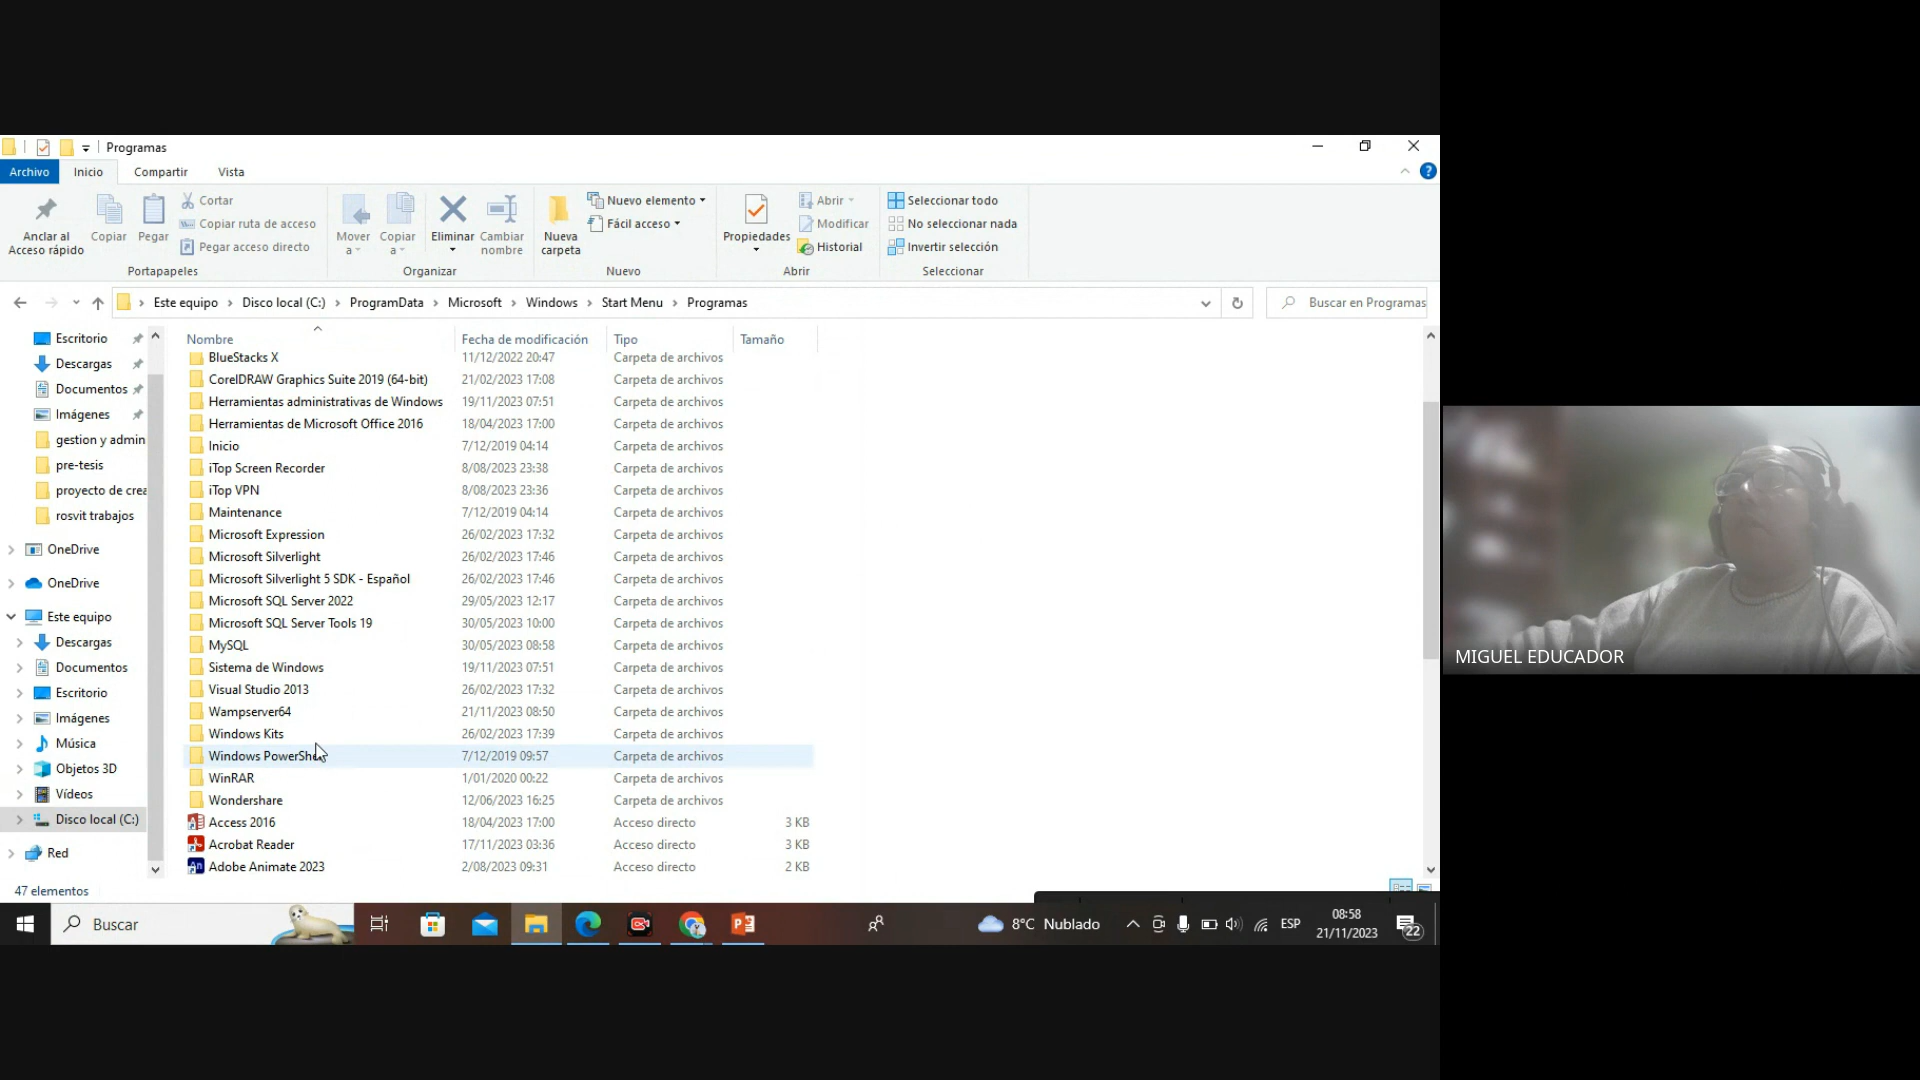 Programas
Archivo Inicio Compartir Vista
Anclar al Acceso rápido
Copiar
Pegar
Cortar
Copiar ruta de acceso
Pegar acceso directo
Portapapeles
Mover a
Copiar a
Eliminar
Cambiar nombre
Organizar
Nueva carpeta
Nuevo elemento
Fácil acceso
Nuevo
Propiedades
Abrir
Modificar
Historial
Abrir
Seleccionar todo
No seleccionar nada
Invertir selección
Seleccionar
Este equipo > Disco local (C:) > ProgramData > Microsoft > Windows > Start Menu > Programas
Buscar en Programas
Escritorio
Descargas
Documentos
Imágenes
gestion y admin
pre-tesis
proyecto de crea
rosvit trabajos
OneDrive
OneDrive
Este equipo
Descargas
Documentos
Escritorio
Imágenes
Música
Objetos 3D
Vídeos
Disco local (C:)
Red
Nombre Fecha de modificación Tipo Tamaño
BlueStacks X 11/12/2022 20:47 Carpeta de archivos
CorelDRAW Graphics Suite 2019 (64-bit) 21/02/2023 17:08 Carpeta de archivos
Herramientas administrativas de Windows 19/11/2023 07:51 Carpeta de archivos
Herramientas de Microsoft Office 2016 18/04/2023 17:00 Carpeta de archivos
Inicio 7/12/2019 04:14 Carpeta de archivos
iTop Screen Recorder 8/08/2023 23:38 Carpeta de archivos
iTop VPN 8/08/2023 23:36 Carpeta de archivos
Maintenance 7/12/2019 04:14 Carpeta de archivos
Microsoft Expression 26/02/2023 17:32 Carpeta de archivos
Microsoft Silverlight 26/02/2023 17:46 Carpeta de archivos
Microsoft Silverlight 5 SDK - Español 26/02/2023 17:46 Carpeta de archivos
Microsoft SQL Server 2022 29/05/2023 12:17 Carpeta de archivos
Microsoft SQL Server Tools 19 30/05/2023 10:00 Carpeta de archivos
MySQL 30/05/2023 08:58 Carpeta de archivos
Sistema de Windows 19/11/2023 07:51 Carpeta de archivos
Visual Studio 2013 26/02/2023 17:32 Carpeta de archivos
Wampserver64 21/11/2023 08:50 Carpeta de archivos
Windows Kits 26/02/2023 17:39 Carpeta de archivos
Windows PowerShe 7/12/2019 09:57 Carpeta de archivos
WinRAR 1/01/2020 00:22 Carpeta de archivos
Wondershare 12/06/2023 16:25 Carpeta de archivos
Access 2016 18/04/2023 17:00 Acceso directo 3 KB
Acrobat Reader 17/11/2023 03:36 Acceso directo 3 KB
Adobe Animate 2023 2/08/2023 09:31 Acceso directo 2 KB
47 elementos
Buscar
8°C Nublado
ESP
08:58
21/11/2023
22
MIGUEL EDUCADOR